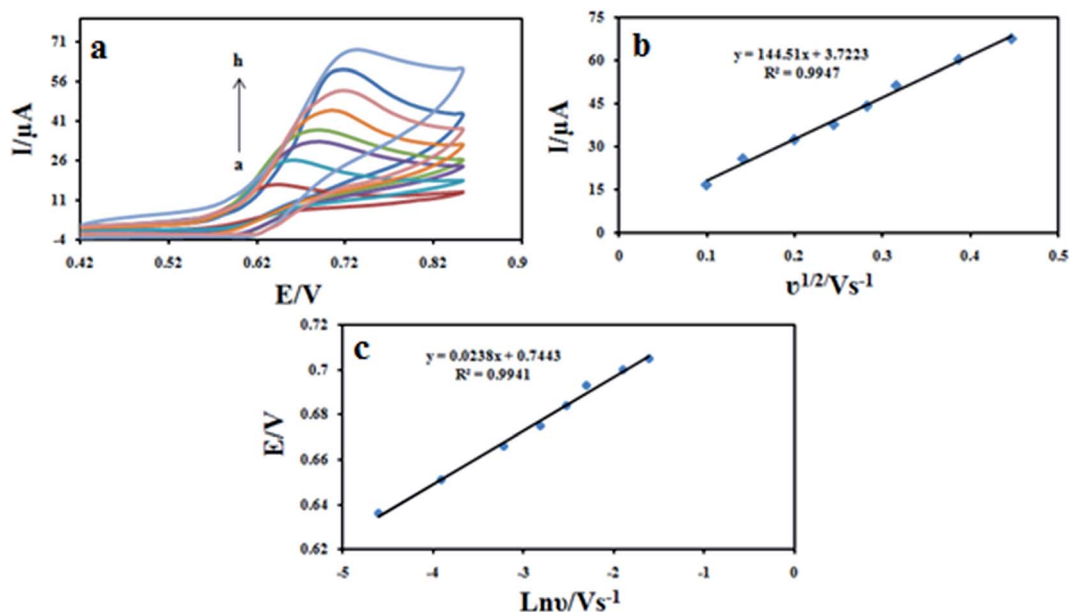 a
71
56
41
26
11
-4
I/μA
h
a
0.42
0.52
0.62
0.72
0.82
0.9
E/V
b
75
60
45
30
15
0
I/μA
y = 144.51x + 3.7223
R² = 0.9947
0
0.1
0.2
0.3
0.4
0.5
υ^1/2/Vs⁻¹
c
0.72
0.7
0.68
0.66
0.64
0.62
E/V
y = 0.0238x + 0.7443
R² = 0.9941
-5
-4
-3
-2
-1
0
Lnυ/Vs⁻¹